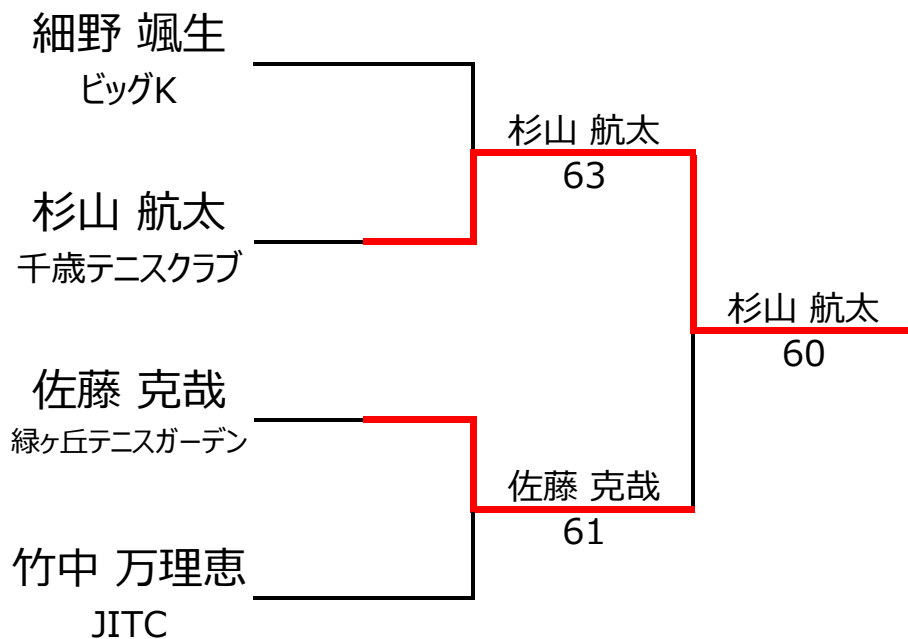 細野 颯生
ビッグK
杉山 航太
63
杉山 航太
千歳テニスクラブ
杉山 航太
60
佐藤 克哉
緑ヶ丘テニスガーデン
佐藤 克哉
61
竹中 万理恵
JITC